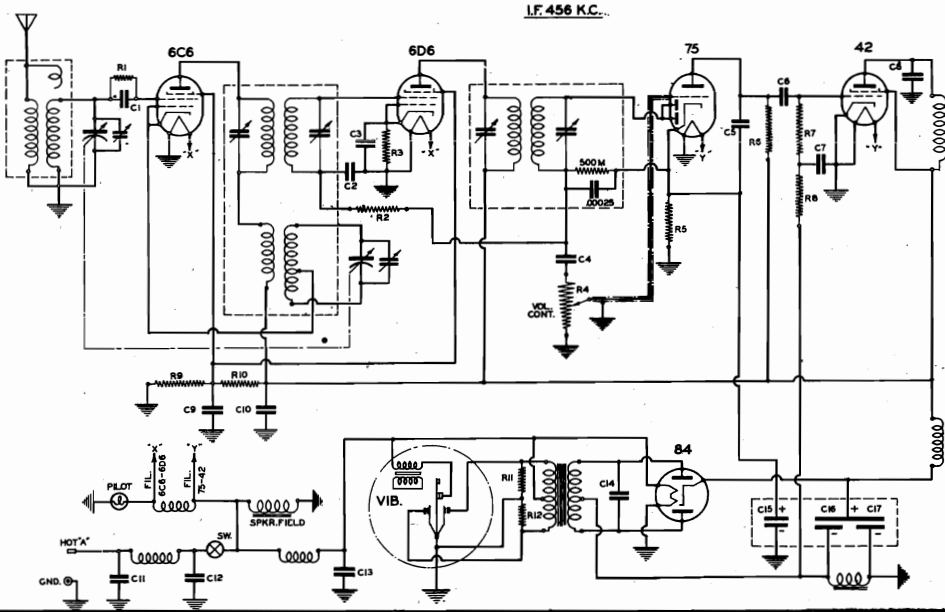 I.F. 456 K.C.
6C6
6D6
75
42
R1
C1
"X"
C3
R3
C2
"X"
R2
500 M
.00025
C4
R4
VOL.
CONT.
"Y"
R5
C5
C6
R6
R7
C7
R8
"Y"
C8
R9
R10
C9
C10
"X"
"Y"
FIL.
6C6-6D6
FIL.
75-42
PILOT
SPKR. FIELD
HOT "A"
SW.
GND.
C11
C12
C13
VIB.
R11
R12
C14
84
C15
+
-
C16
+
C17
-
-